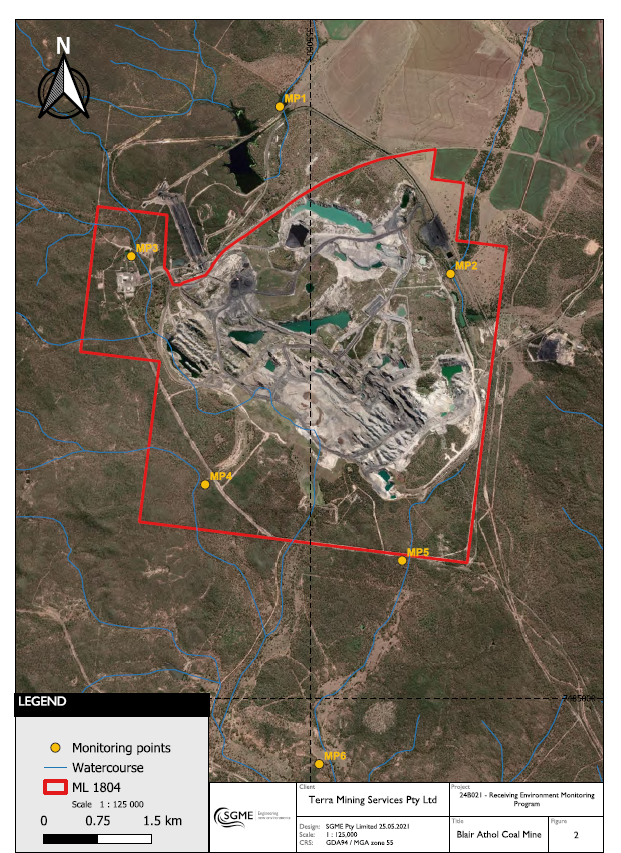 N
MP1
MP2
MP3
MP4
MP5
MP6
LEGEND
Monitoring points
Watercourse
ML 1804
Scale 1 : 125 000
0 0.75 1.5 km
SGME
Client
Terra Mining Services Pty Ltd
Project
24B021 - Receiving Environment Monitoring
Program
Design: SGME Pty Limited 25.05.2021
Scale: 1 : 125,000
CRS: GDA94 / MGA zone 55
Title
Blair Athol Coal Mine
Figure
2